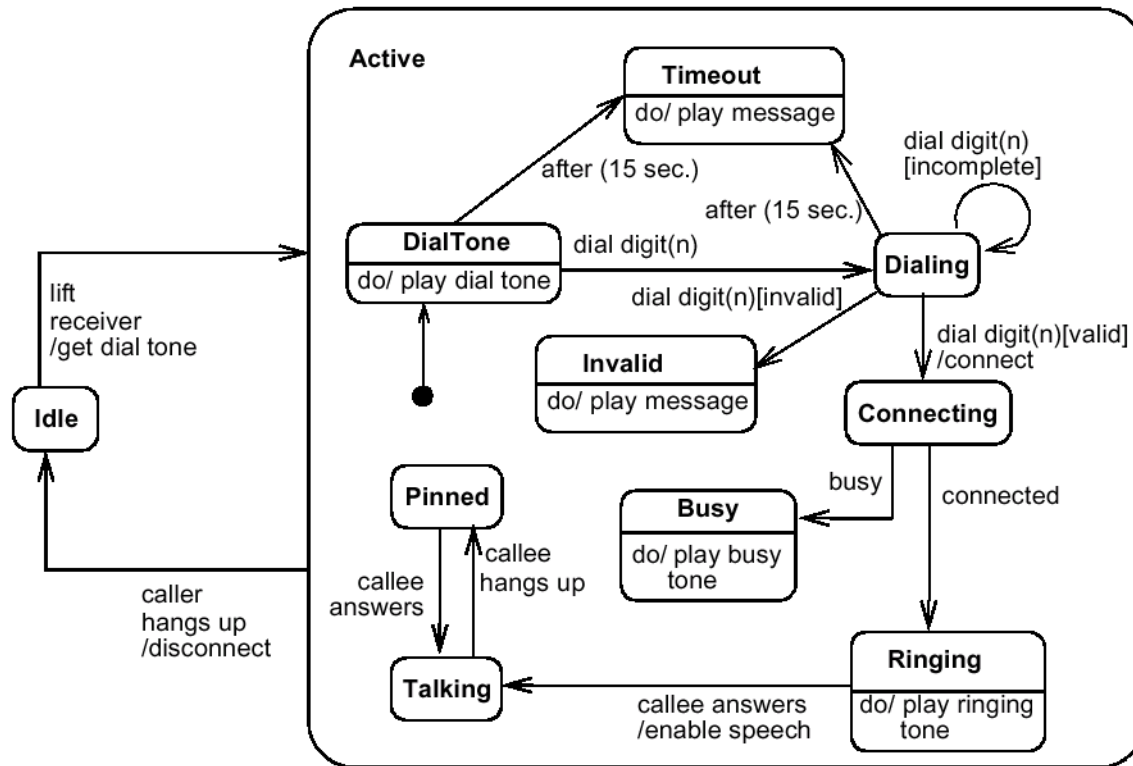 Active
Timeout
do/ play message
dial digit(n)
[incomplete]
after (15 sec.)
after (15 sec.)
DialTone
do/ play dial tone
dial digit(n)
Dialing
lift
receiver
/get dial tone
dial digit(n)[invalid]
dial digit(n)[valid]
/connect
Invalid
do/ play message
Idle
Connecting
Pinned
busy
connected
Busy
do/ play busy
tone
callee
hangs up
callee
answers
caller
hangs up
/disconnect
Ringing
do/ play ringing
tone
Talking
callee answers
/enable speech